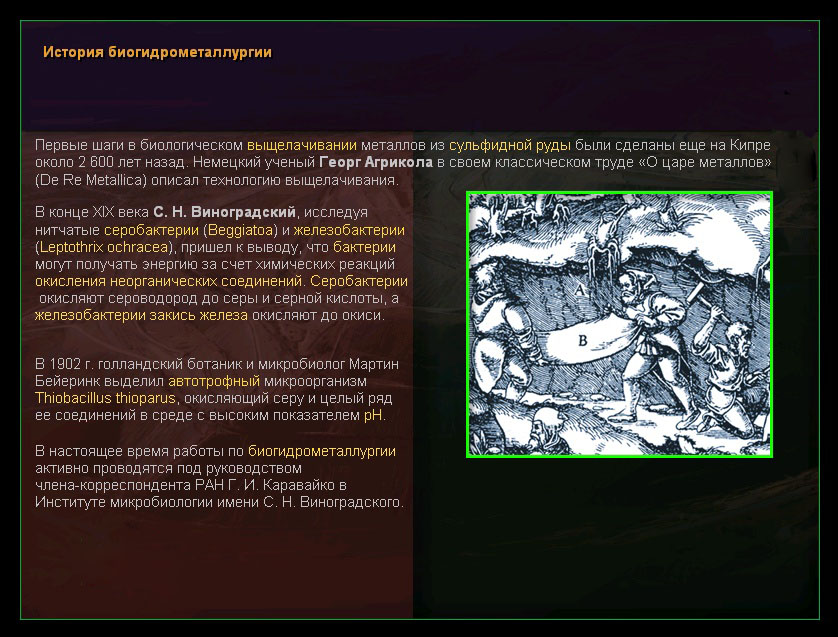 История биогидрометаллургии
Первые шаги в биологическом выщелачивании металлов из сульфидной руды были сделаны еще на Кипре
около 2 600 лет назад. Немецкий ученый Георг Агрикола в своем классическом труде «О царе металлов»
(De Re Metallica) описал технологию выщелачивания.
В конце XIX века С. Н. Виноградский, исследуя
нитчатые серобактерии (Beggiatoa) и железобактерии
(Leptothrix ochracea), пришел к выводу, что бактерии
могут получать энергию за счет химических реакций
окисления неорганических соединений. Серобактерии
окисляют сероводород до серы и серной кислоты, а
железобактерии закись железа окисляют до окиси.
A
B
В 1902 г. голландский ботаник и микробиолог Мартин
Бейеринк выделил автотрофный микроорганизм
Thiobacillus thioparus, окисляющий серу и целый ряд
ее соединений в среде с высоким показателем pH.
В настоящее время работы по биогидрометаллургии
активно проводятся под руководством
члена-корреспондента РАН Г. И. Каравайко в
Институте микробиологии имени С. Н. Виноградского.